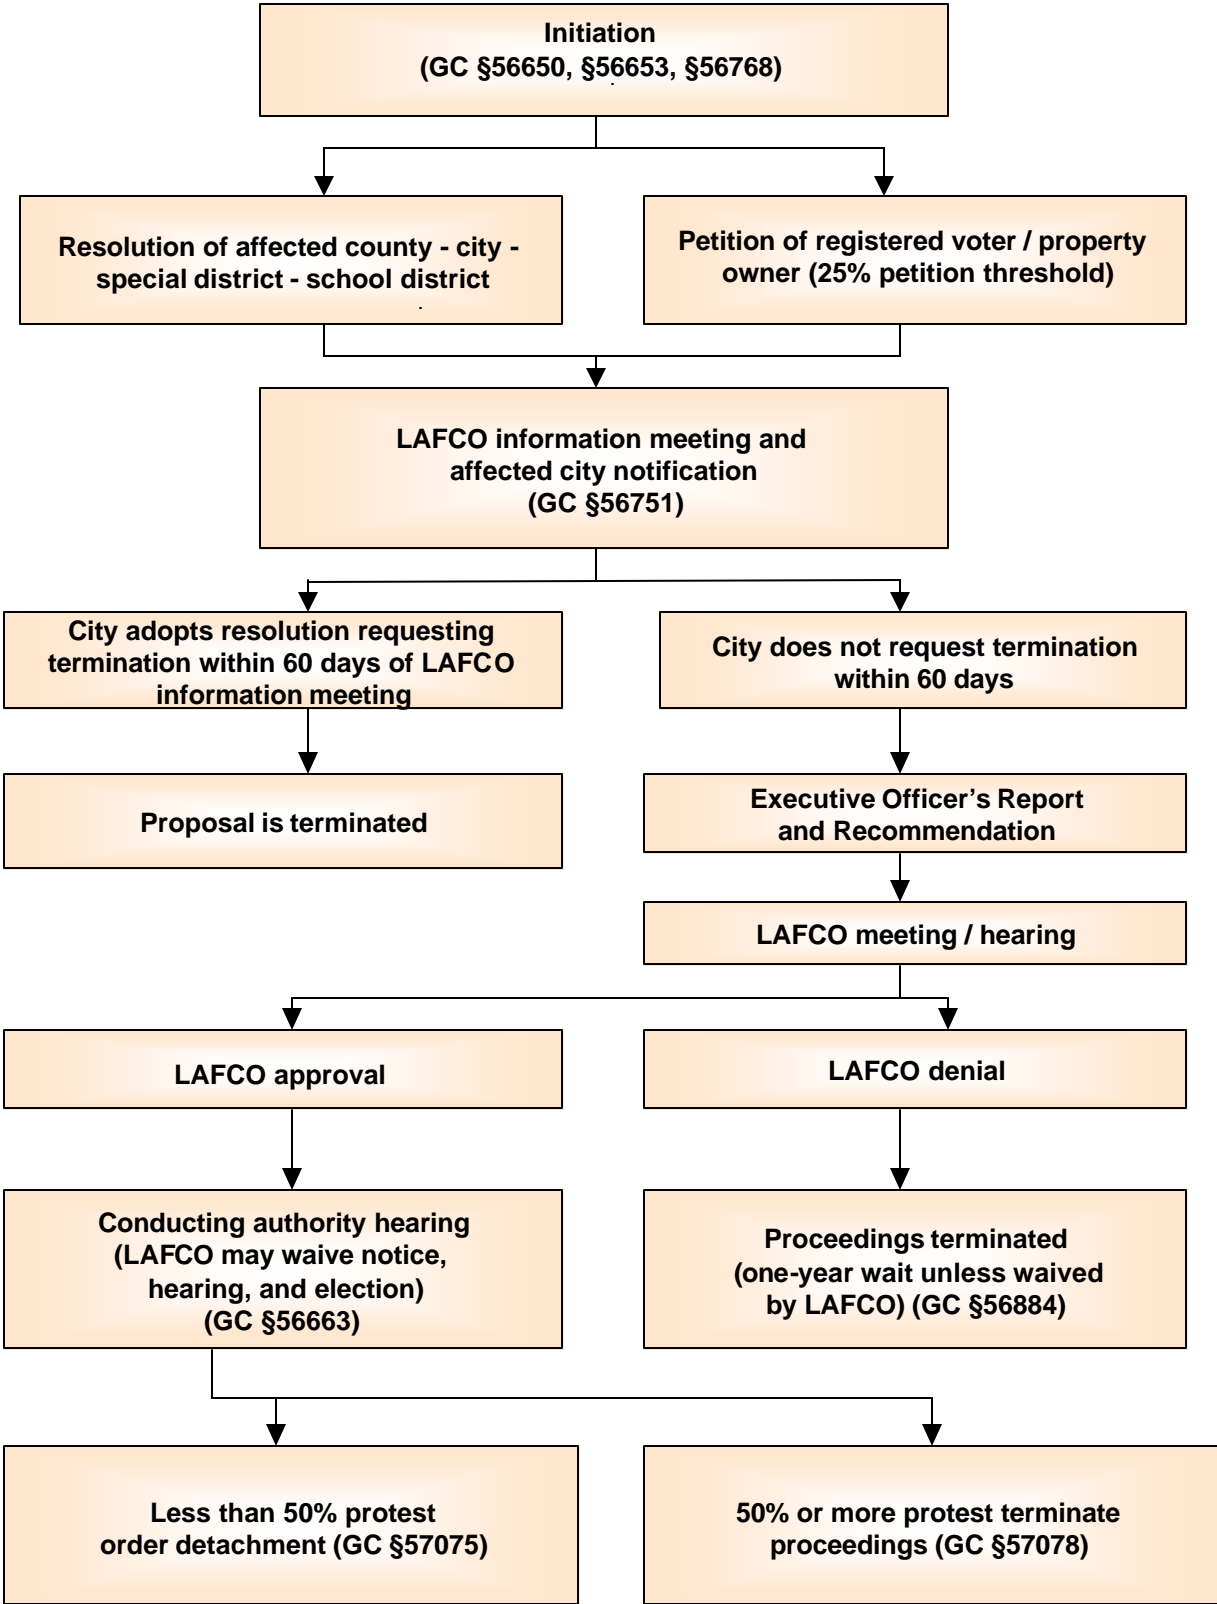 Initiation
(GC §56650, §56653, §56768)
Resolution of affected county - city -
special district - school district
Petition of registered voter / property
owner (25% petition threshold)
LAFCO information meeting and
affected city notification
(GC §56751)
City adopts resolution requesting
termination within 60 days of LAFCO
information meeting
City does not request termination
within 60 days
Proposal is terminated
Executive Officer’s Report
and Recommendation
LAFCO meeting / hearing
LAFCO approval
LAFCO denial
Conducting authority hearing
(LAFCO may waive notice,
hearing, and election)
(GC §56663)
Proceedings terminated
(one-year wait unless waived
by LAFCO) (GC §56884)
Less than 50% protest
order detachment (GC §57075)
50% or more protest terminate
proceedings (GC §57078)